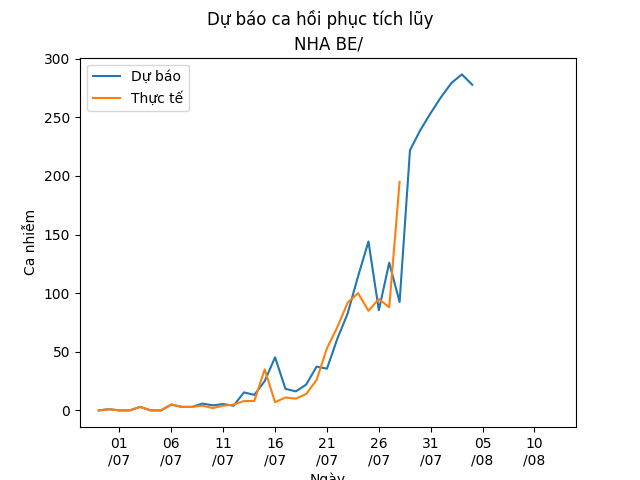 Dự báo ca hồi phục tích lũy
NHA BE/
Dự báo
Thực tế
Ca nhiễm
300
250
200
150
100
50
0
01 06 11 16 21 26 31 05 10
/07 /07 /07 /07 /07 /07 /07 /08 /08
Ngày